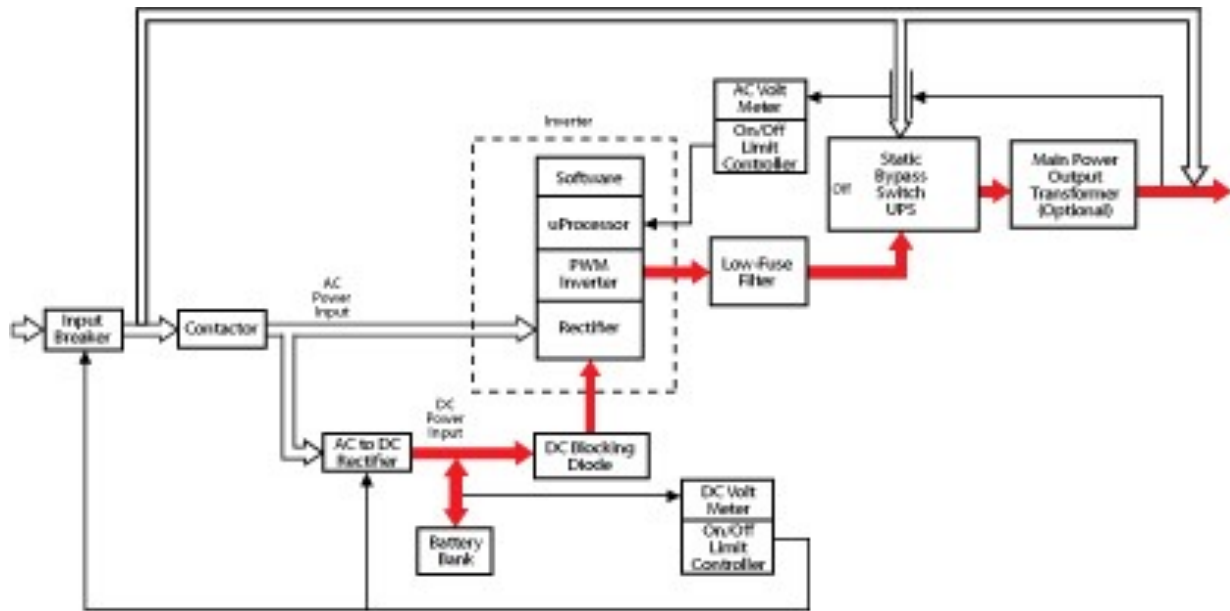 AC Volt
Meter
On/Off
Limit
Controller
Inverter
Software
uProcessor
PWM
Inverter
Rectifier
Off
Static
Bypass
Switch
UPS
Main Power
Output
Transformer
(Optional)
Low-Fuse
Filter
AC
Power
Input
Input
Breaker
Contactor
DC
Power
Input
AC to DC
Rectifier
DC Blocking
Diode
Battery
Bank
DC Volt
Meter
On/Off
Limit
Controller